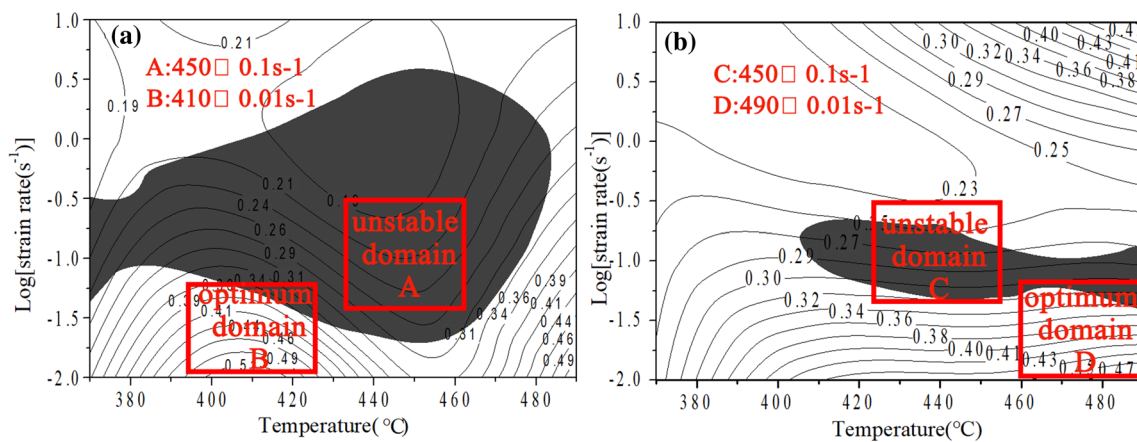 (a)
A:450□ 0.1s-1
B:410□ 0.01s-1
0.21
0.19
0.21
0.24
0.26
0.29
0.34
0.31
0.41
0.46
0.49
0.31
0.34
0.36
0.39
0.41
0.44
0.46
0.49
unstable
domain
A
optimum
domain
B
1.0
0.5
0.0
-0.5
-1.0
-1.5
-2.0
380 400 420 440 460 480
Log[strain rate(s-1)]
Temperature(°C)
(b)
C:450□ 0.1s-1
D:490□ 0.01s-1
0.30
0.32
0.34
0.36
0.38
0.40
0.43
0.41
0.29
0.27
0.25
0.23
0.27
0.29
0.30
0.32
0.34
0.36
0.38
0.40
0.41
0.43
0.47
unstable
domain
C
optimum
domain
D
1.0
0.5
0.0
-0.5
-1.0
-1.5
-2.0
380 400 420 440 460 480
Log[strain rate(s-1)]
Temperature(°C)